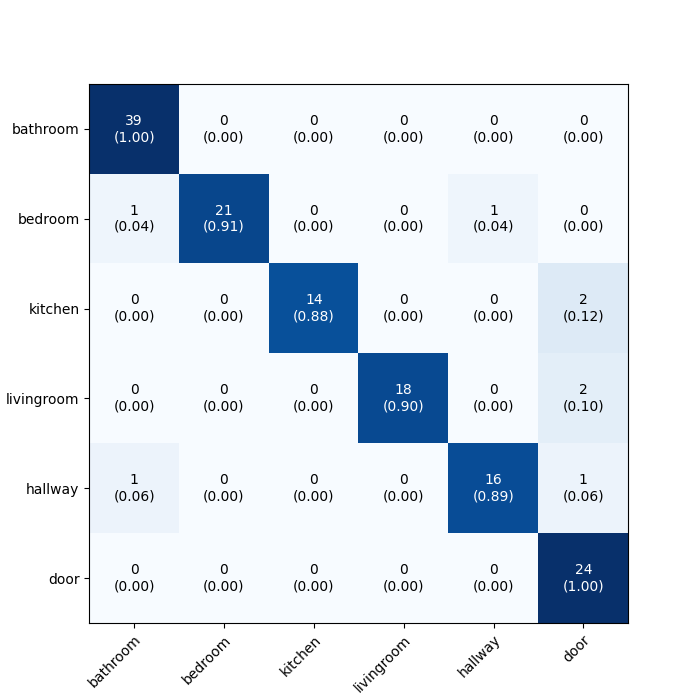 bathroom
39 0 0 0 0 0
(1.00) (0.00) (0.00) (0.00) (0.00) (0.00)
bedroom
1 21 0 0 1 0
(0.04) (0.91) (0.00) (0.00) (0.04) (0.00)
kitchen
0 0 14 0 0 2
(0.00) (0.00) (0.88) (0.00) (0.00) (0.12)
livingroom
0 0 0 18 0 2
(0.00) (0.00) (0.00) (0.90) (0.00) (0.10)
hallway
1 0 0 0 16 1
(0.06) (0.00) (0.00) (0.00) (0.89) (0.06)
door
0 0 0 0 0 24
(0.00) (0.00) (0.00) (0.00) (0.00) (1.00)
bathroom
bedroom
kitchen
livingroom
hallway
door